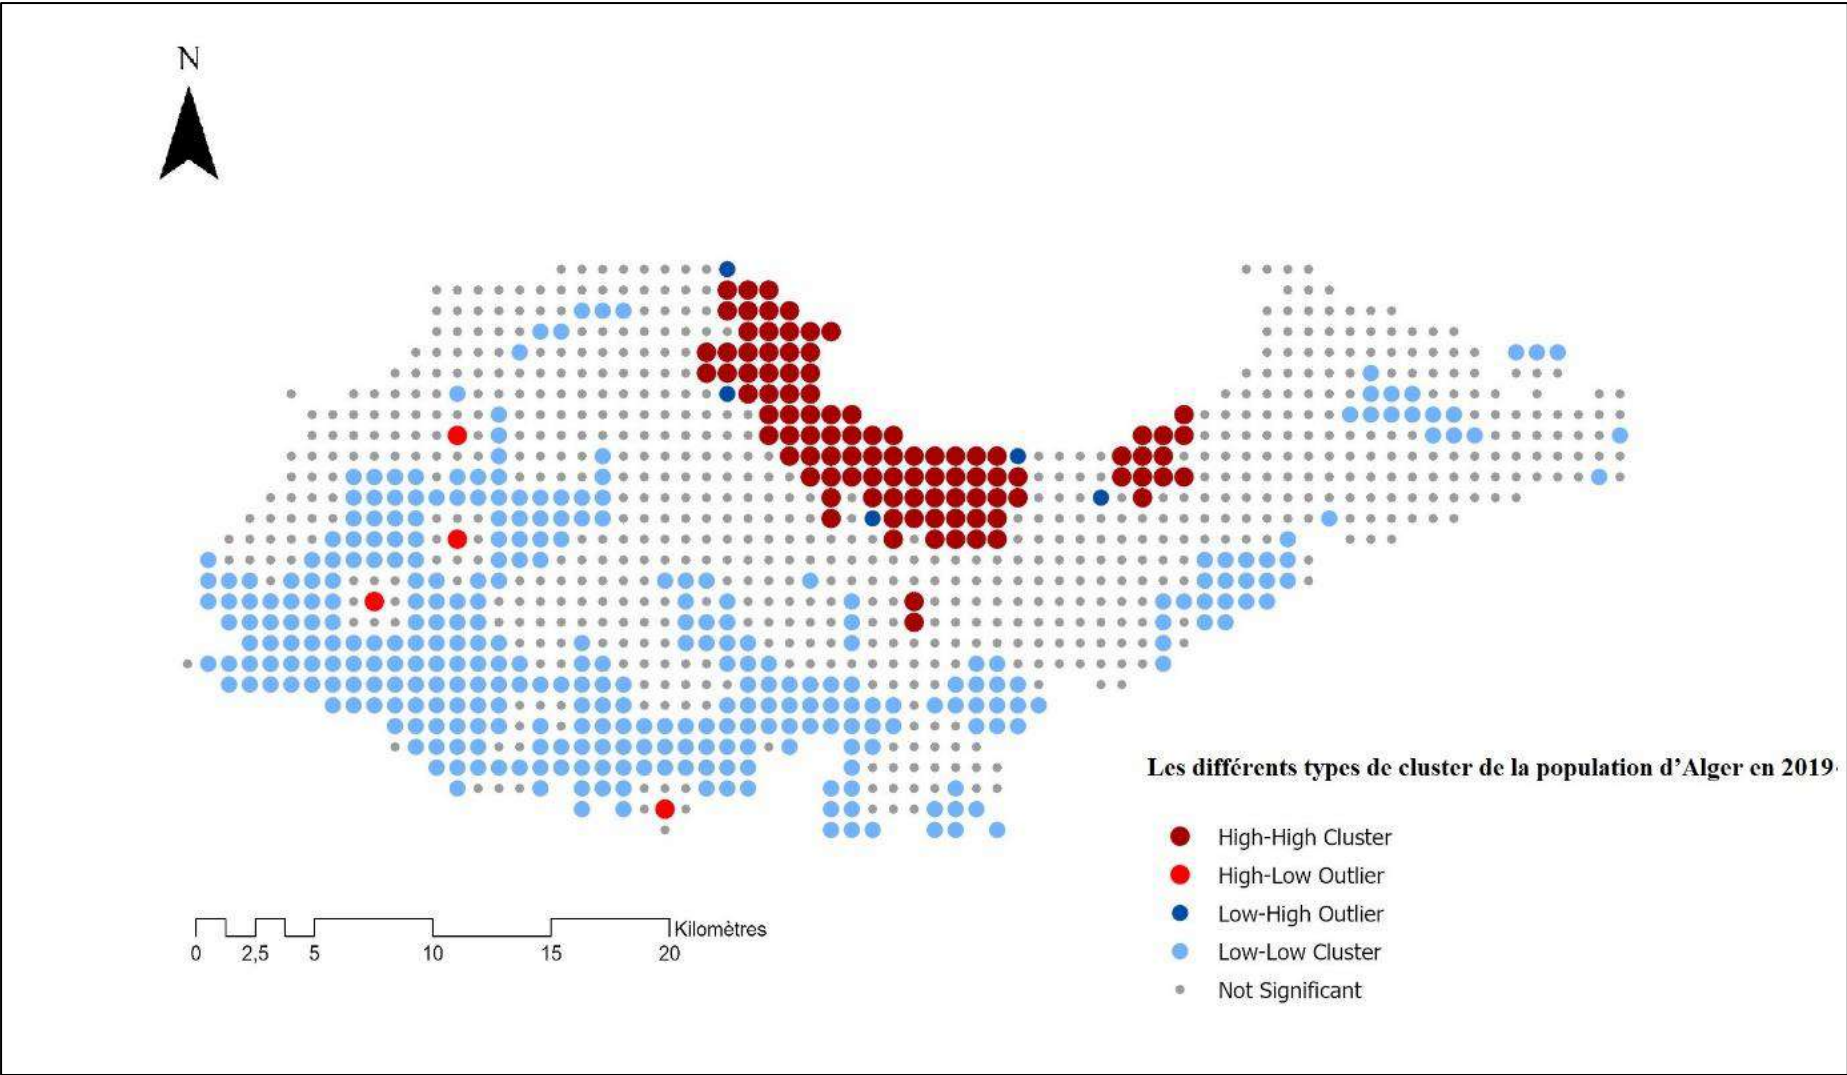 N
Les différents types de cluster de la population d'Alger en 2019
High-High Cluster
High-Low Outlier
Low-High Outlier
Low-Low Cluster
Not Significant
Kilomètres
0 2,5 5 10 15 20